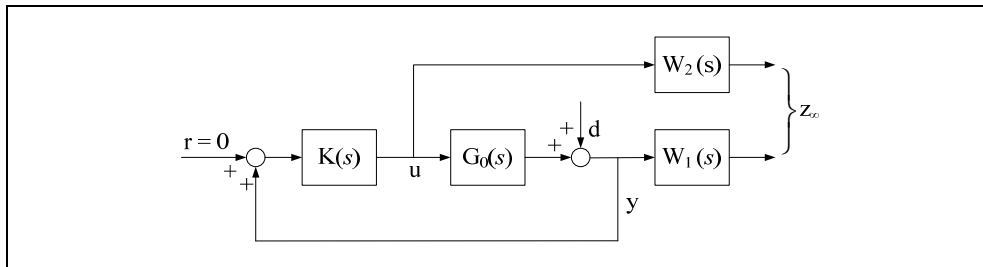 W₂(s)
z∞
r = 0
+
+
K(s)
u
G₀(s)
+
+
d
W₁(s)
y